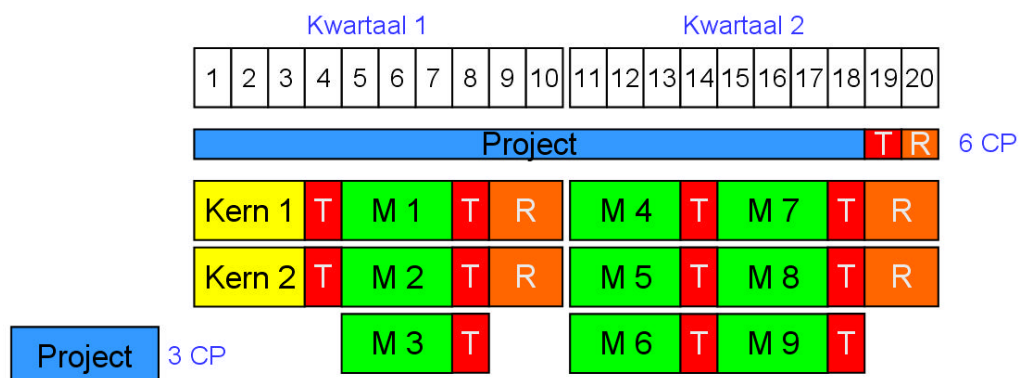 Kwartaal 1 Kwartaal 2
1 2 3 4 5 6 7 8 9 10 11 12 13 14 15 16 17 18 19 20
Project T R 6 CP
Kern 1 T M 1 T R M 4 T M 7 T R
Kern 2 T M 2 T R M 5 T M 8 T R
M 3 T M 6 T M 9 T
Project 3 CP